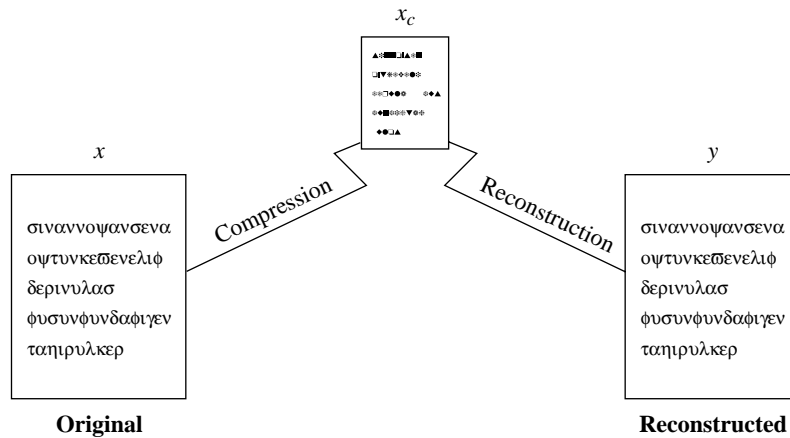 x_c
x
y
Compression
Reconstruction
σιναννοψανσενα
οψτυνκεϖενελιφ
δερινυλασ
φυσυνφυνδαφιγεν
ταηιρυλκερ
σιναννοψανσενα
οψτυνκεϖενελιφ
δερινυλασ
φυσυνφυνδαφιγεν
ταηιρυλκερ
Original
Reconstructed